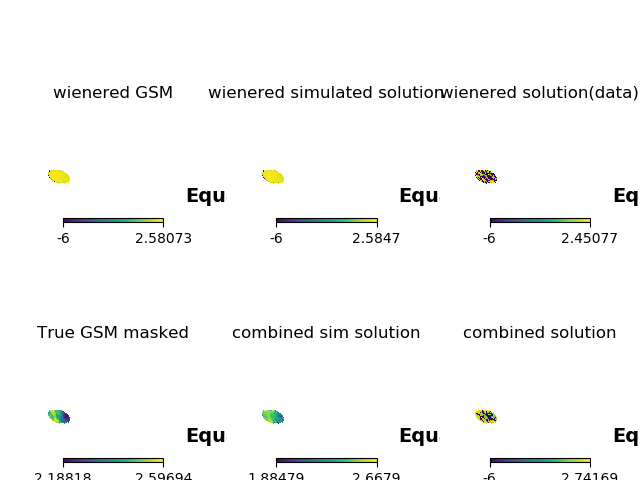 wienered GSM
wienered simulated solution
wienered solution(data)
Equ
Equ
Eq
-6 2.58073
-6 2.5847
-6 2.45077
True GSM masked
combined sim solution
combined solution
Equ
Equ
Eq
2.18818 2.59694
1.88479 2.6679
-6 2.74169